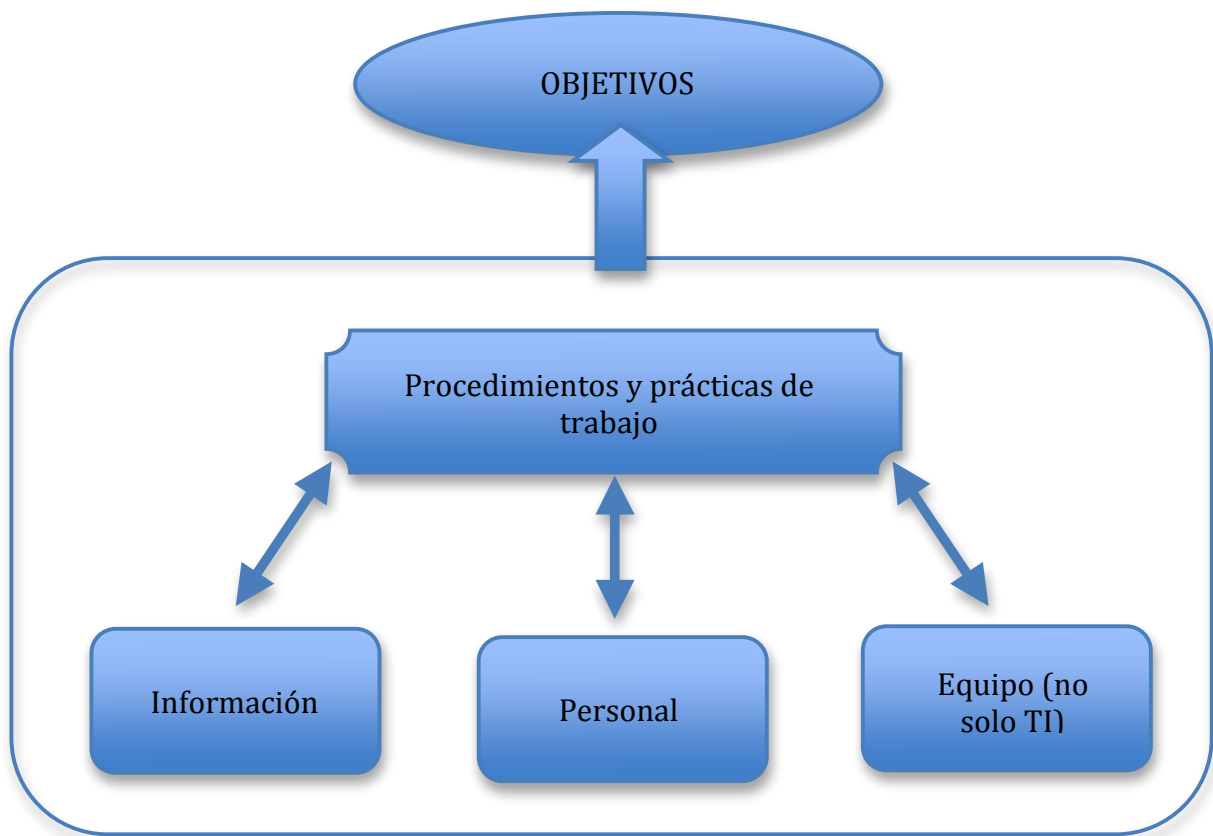 OBJETIVOS
Procedimientos y prácticas de
trabajo
Información
Personal
Equipo (no
solo TI)